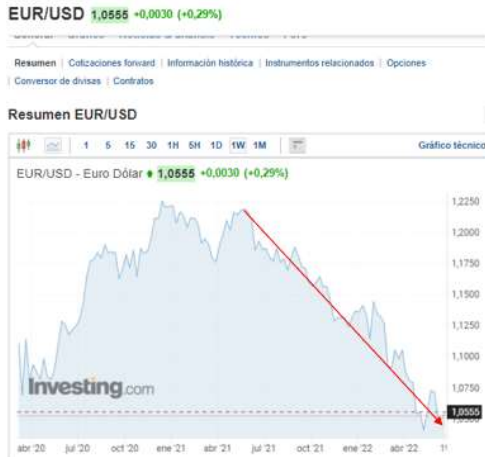 EUR/USD 1,0555 +0,0030 (+0,29%)
Resumen | Cotizaciones forward | Información histórica | Instrumentos relacionados | Opciones
| Conversor de divisas | Contratos
Resumen EUR/USD
1 5 15 30 1H 5H 1D 1W 1M Gráfico técnico
EUR/USD - Euro Dólar 1,0555 +0,0030 (+0,29%)
1,2250
1,2000
1,1750
1,1500
1,1250
1,1000
1,0750
1,0555
Investing.com
abr '20 jul '20 oct '20 ene '21 abr '21 jul '21 oct '21 ene '22 abr '22